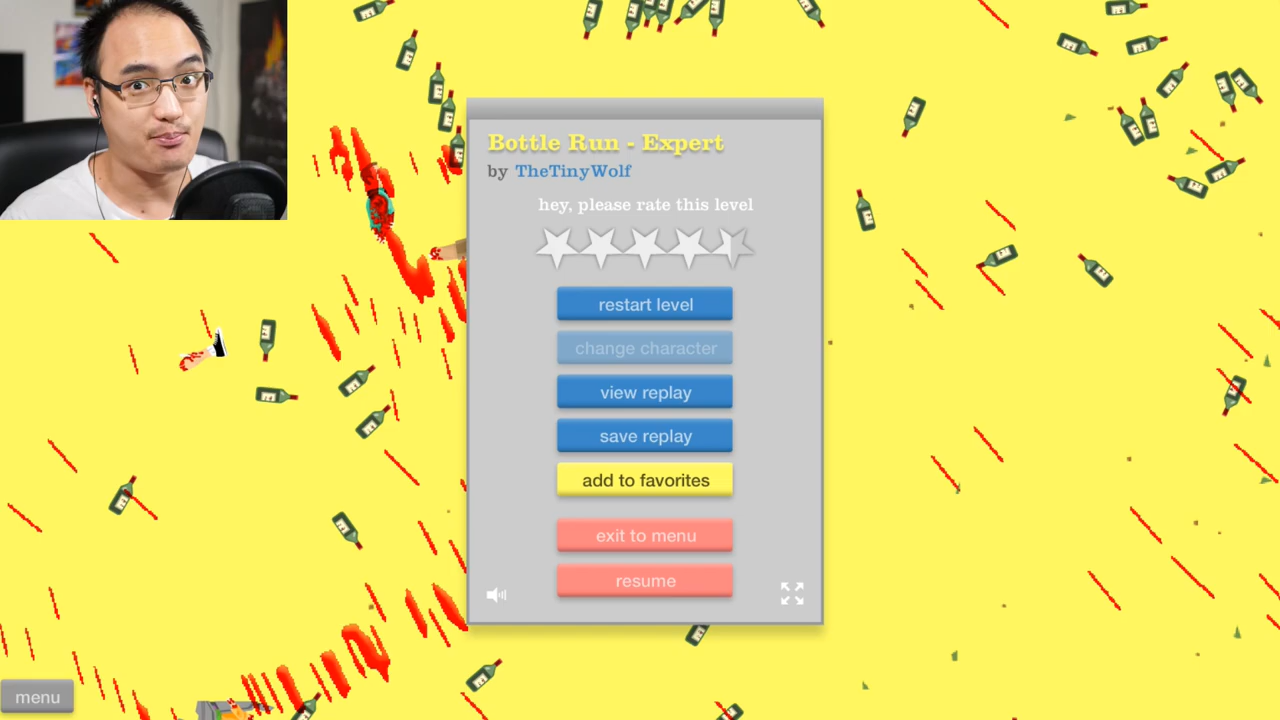 Bottle Run - Expert
by TheTinyWolf
hey, please rate this level
restart level
change character
view replay
save replay
add to favorites
exit to menu
resume
menu